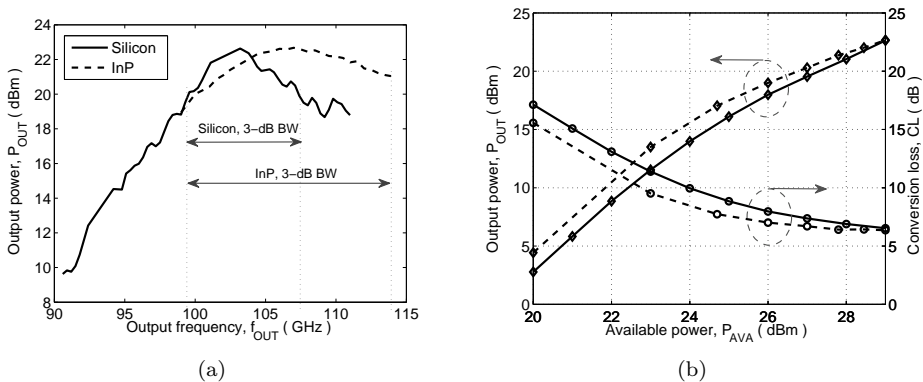 24
22
20
18
16
14
12
10
8
Output power, P_OUT ( dBm)
Silicon
InP
Silicon, 3−dB BW
InP, 3−dB BW
90 95 100 105 110 115
Output frequency, f_OUT ( GHz)
(a)
25
20
15
10
5
0
Output power, P_OUT ( dBm)
25
20
15
10
5
0
Conversion loss, CL ( dB)
20 22 24 26 28
Available power, P_AVA ( dBm)
(b)